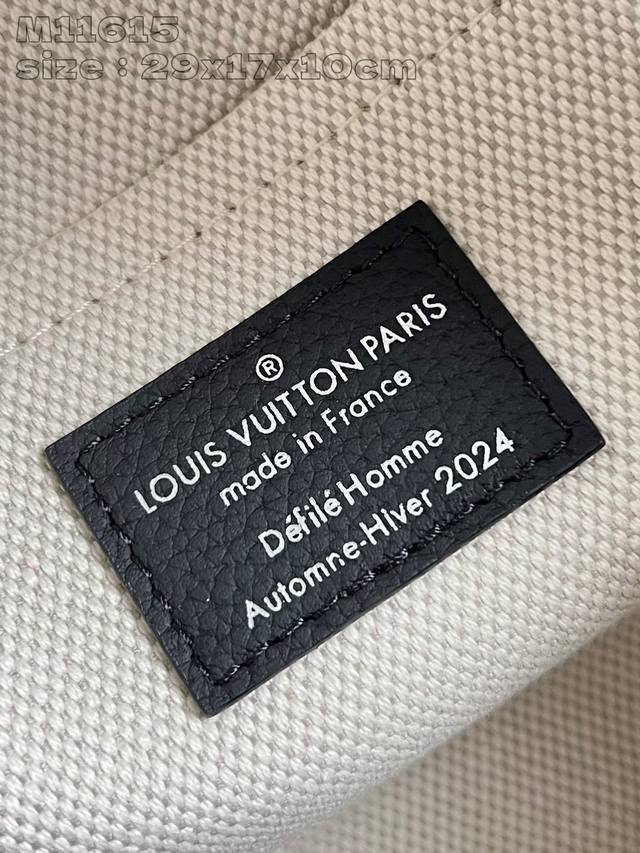 M11615
size : 29x17x10cm
®
LOUIS VUITTON PARIS
made in France
Défilé Homme
Automne-Hiver 2024